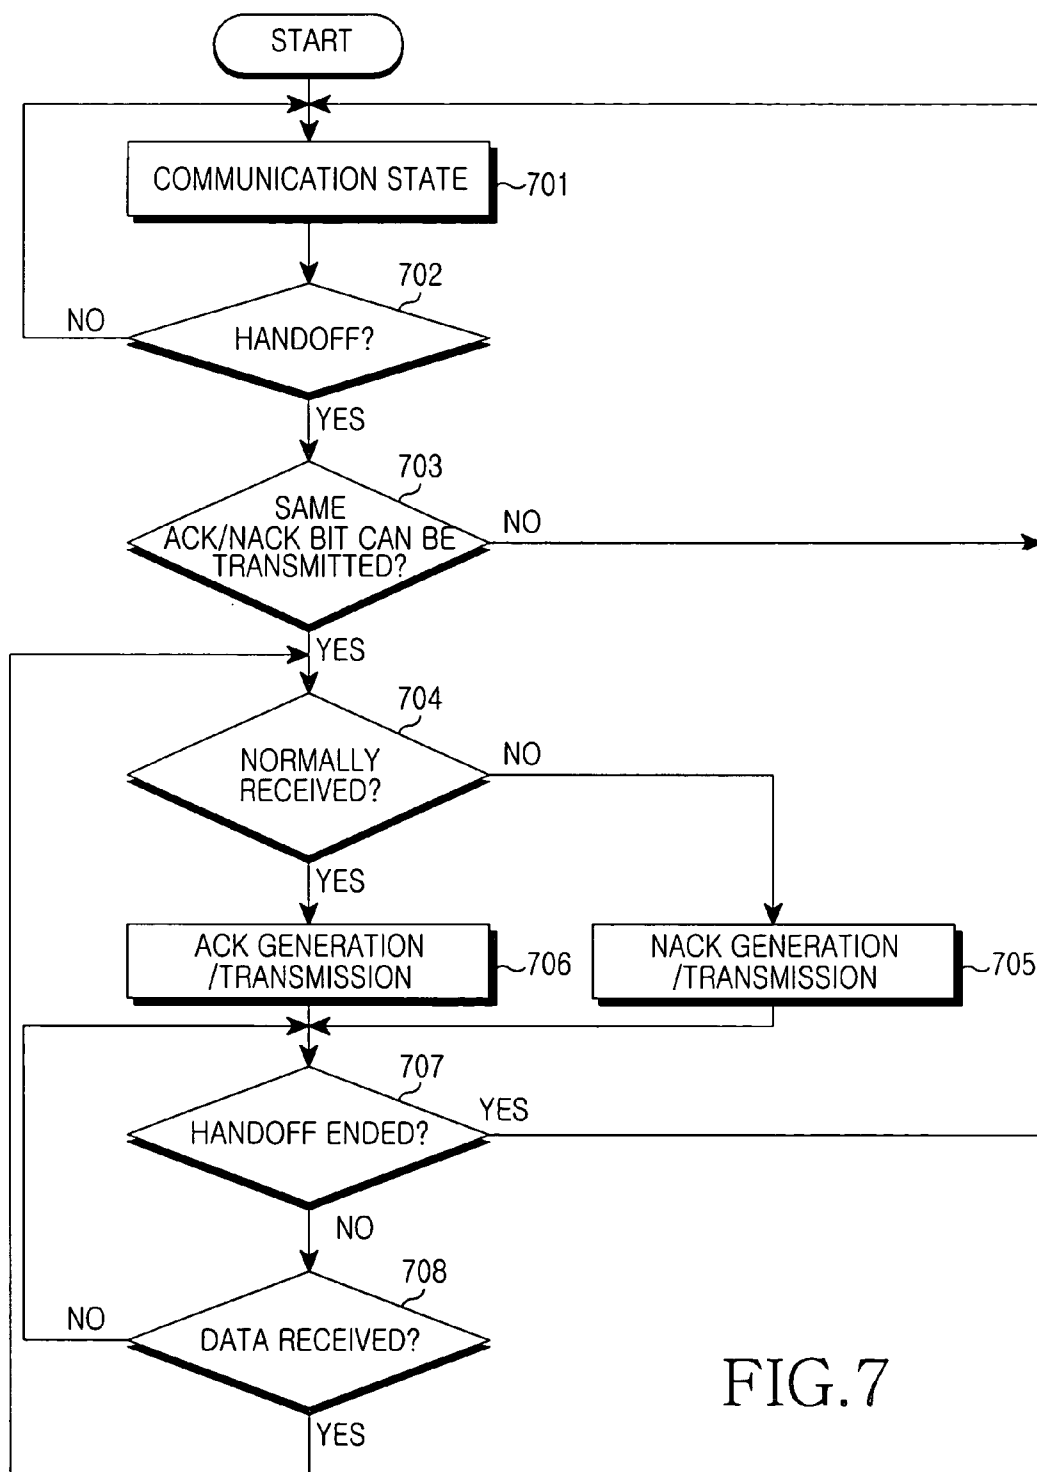 START
COMMUNICATION STATE
701
702
NO
HANDOFF?
YES
703
SAME
ACK/NACK BIT CAN BE
TRANSMITTED?
NO
YES
704
NORMALLY
RECEIVED?
NO
YES
ACK GENERATION
/TRANSMISSION
706
NACK GENERATION
/TRANSMISSION
705
707
HANDOFF ENDED?
YES
NO
708
NO
DATA RECEIVED?
YES
FIG.7